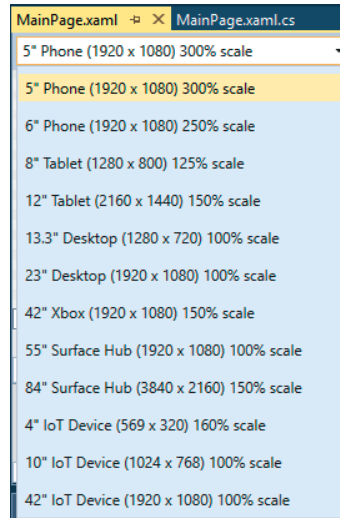 MainPage.xaml MainPage.xaml.cs
5" Phone (1920 x 1080) 300% scale
5" Phone (1920 x 1080) 300% scale
6" Phone (1920 x 1080) 250% scale
8" Tablet (1280 x 800) 125% scale
12" Tablet (2160 x 1440) 150% scale
13.3" Desktop (1280 x 720) 100% scale
23" Desktop (1920 x 1080) 100% scale
42" Xbox (1920 x 1080) 150% scale
55" Surface Hub (1920 x 1080) 100% scale
84" Surface Hub (3840 x 2160) 150% scale
4" IoT Device (569 x 320) 160% scale
10" IoT Device (1024 x 768) 100% scale
42" IoT Device (1920 x 1080) 100% scale